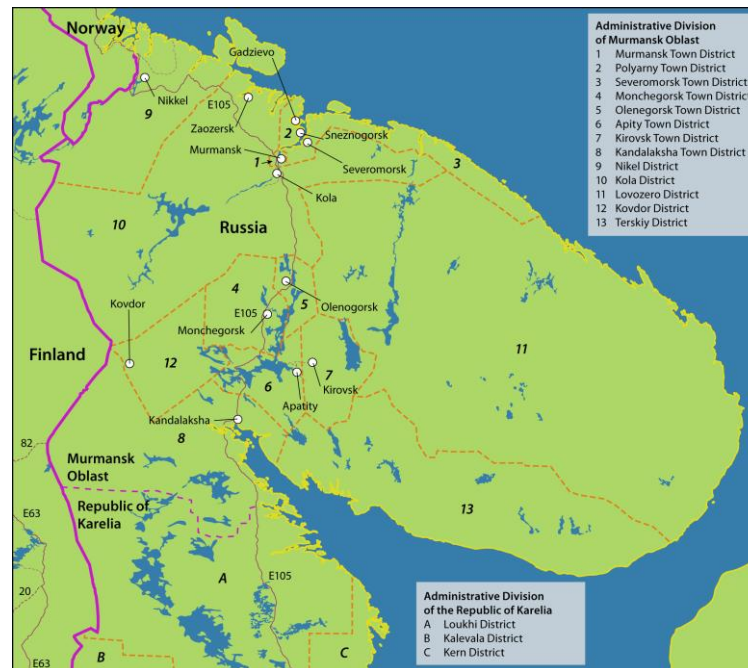 Norway
Gadzievo
Nikkel
9
E105
Zaozersk
2
Sneznogorsk
Murmansk
1
Severomorsk
3
Kola
10
Russia
4
Olenogorsk
5
E105
Kovdor
Monchegorsk
Finland
12
11
7
6
Kirovsk
Apatity
Kandalaksha
8
82
Murmansk
Oblast
Republic of
Karelia
E63
13
A
E105
20
B
C
E63
Administrative Division
of Murmansk Oblast
1 Murmansk Town District
2 Polyarny Town District
3 Severomorsk Town District
4 Monchegorsk Town District
5 Olenegorsk Town District
6 Apity Town District
7 Kirovsk Town District
8 Kandalaksha Town District
9 Nikel District
10 Kola District
11 Lovozero District
12 Kovdor District
13 Terskiy District
Administrative Division
of the Republic of Karelia
A Loukhi District
B Kalevala District
C Kern District